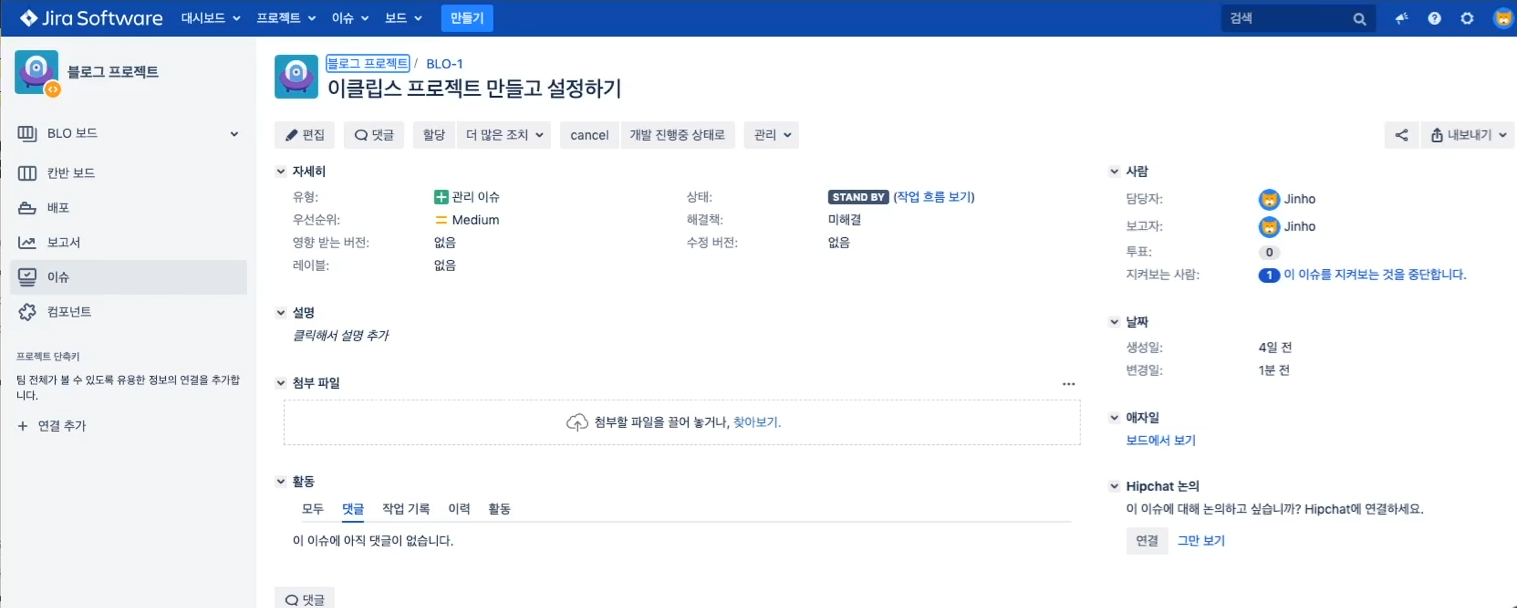 Jira Software 대시보드 프로젝트 이슈 보드 만들기 검색
블로그 프로젝트
BLO 보드
칸반 보드
배포
보고서
이슈
컴포넌트
프로젝트 단축키
팀 전체가 볼 수 있도록 유용한 정보의 연결을 추가합
니다.
+ 연결 추가
블로그 프로젝트 / BLO-1
이클립스 프로젝트 만들고 설정하기
편집 댓글 할당 더 많은 조치 cancel 개발 진행중 상태로 관리 내보내기
자세히
유형: 관리 이슈 상태: STAND BY (작업 흐름 보기)
우선순위: Medium 해결책: 미해결
영향 받는 버전: 없음 수정 버전: 없음
레이블: 없음
설명
클릭해서 설명 추가
첨부 파일 ...
첨부할 파일을 끌어 놓거나, 찾아보기.
활동
모두 댓글 작업 기록 이력 활동
이 이슈에 아직 댓글이 없습니다.
댓글
사람
담당자: Jinho
보고자: Jinho
투표: 0
지켜보는 사람: 1 이 이슈를 지켜보는 것을 중단합니다.
날짜
생성일: 4일 전
변경일: 1분 전
애자일
보드에서 보기
Hipchat 논의
이 이슈에 대해 논의하고 싶습니까? Hipchat에 연결하세요.
연결 그만 보기